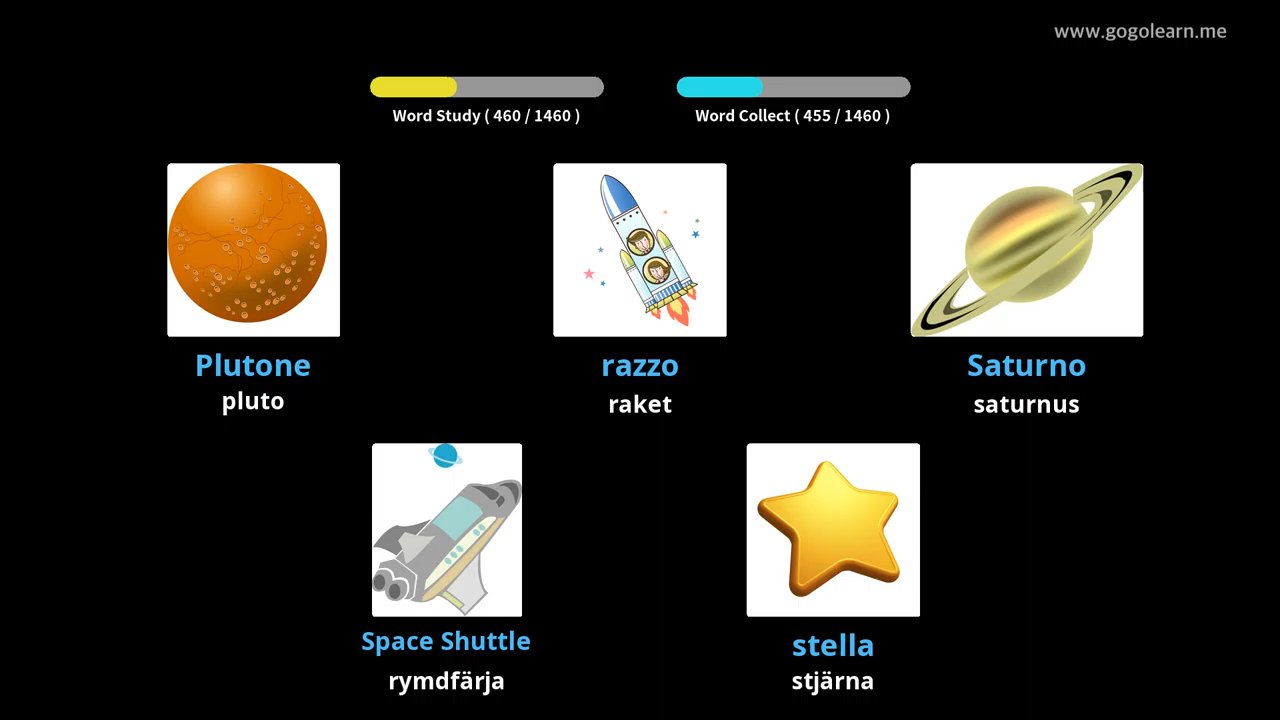 www.gogolearn.me
Word Study ( 460 / 1460 )
Word Collect ( 455 / 1460 )
Plutone
pluto
razzo
raket
Saturno
saturnus
Space Shuttle
rymdfärja
stella
stjärna